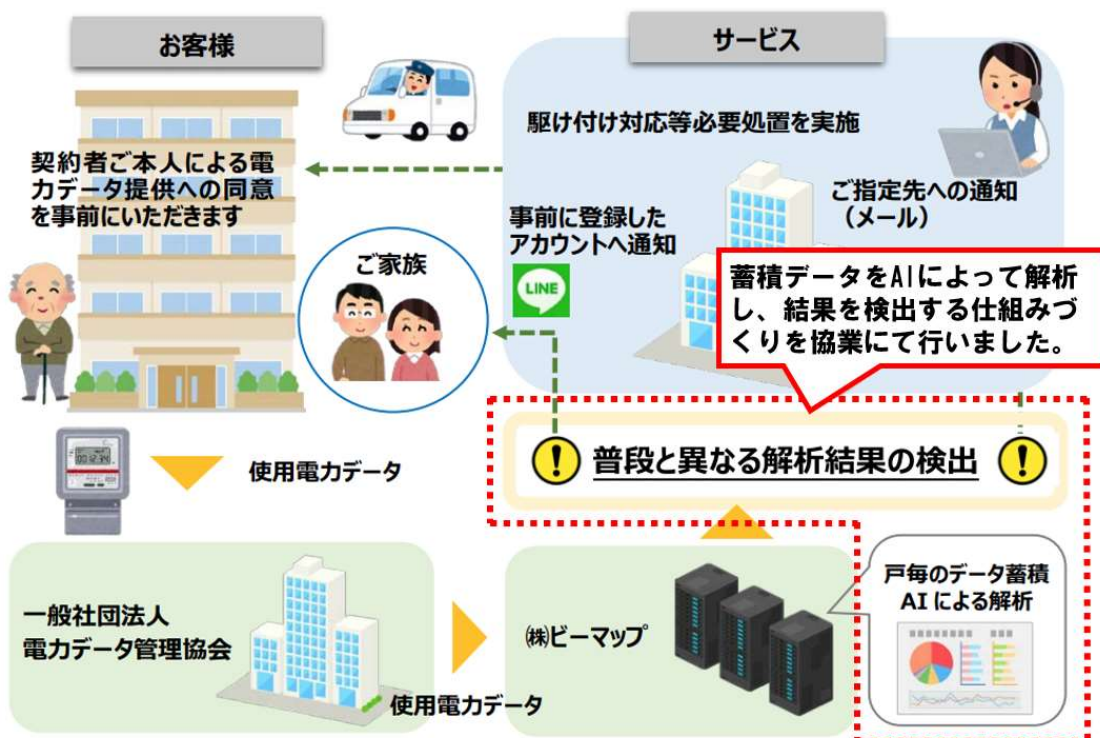 お客様
サービス
駆け付け対応等必要処置を実施
契約者ご本人による電
力データ提供への同意
を事前にいただきます
ご指定先への通知
(メール)
事前に登録した
アカウントへ通知
LINE
ご家族
蓄積データをAIによって解析
し、結果を検出する仕組みづ
くりを協業にて行いました。
普段と異なる解析結果の検出
使用電力データ
一般社団法人
電力データ管理協会
使用電力データ
㈱ビーマップ
戸毎のデータ蓄積
AIによる解析